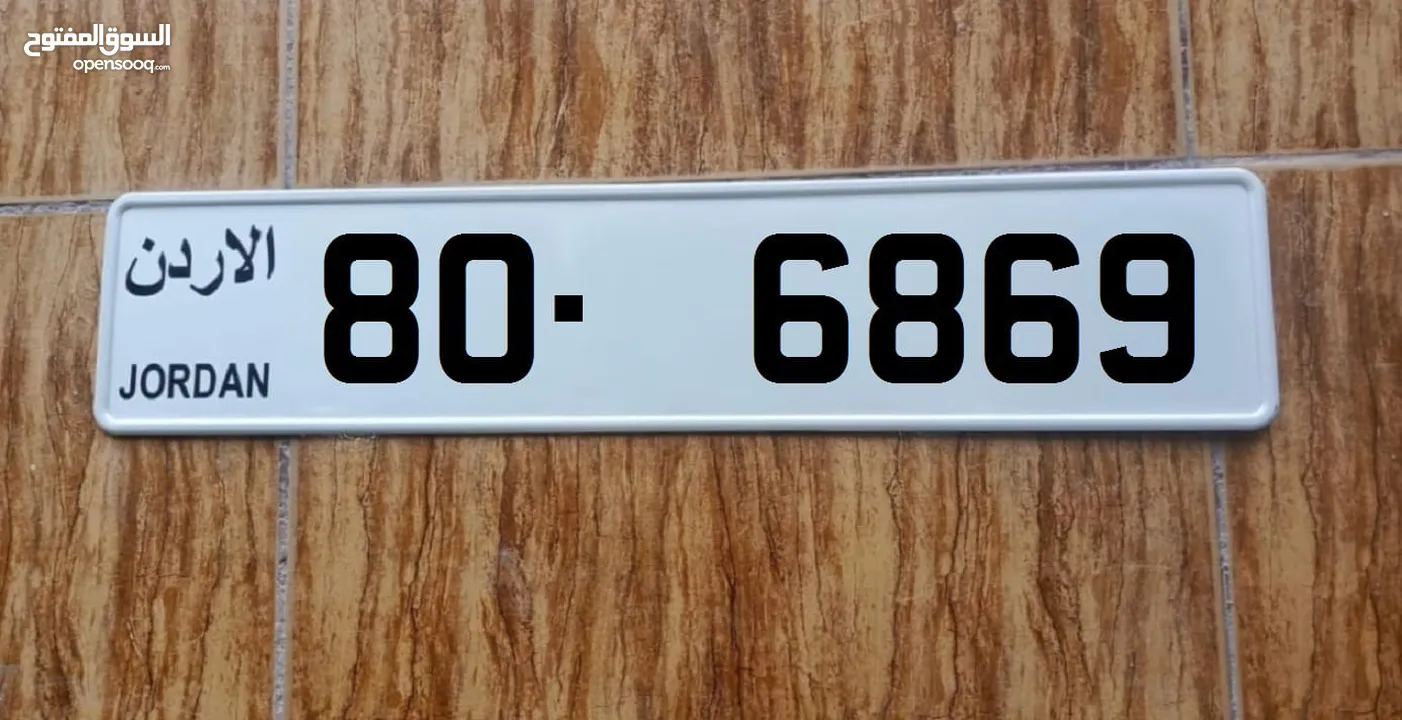 السوق المفتوح
opensooq.com
الاردن
80· 6869
JORDAN